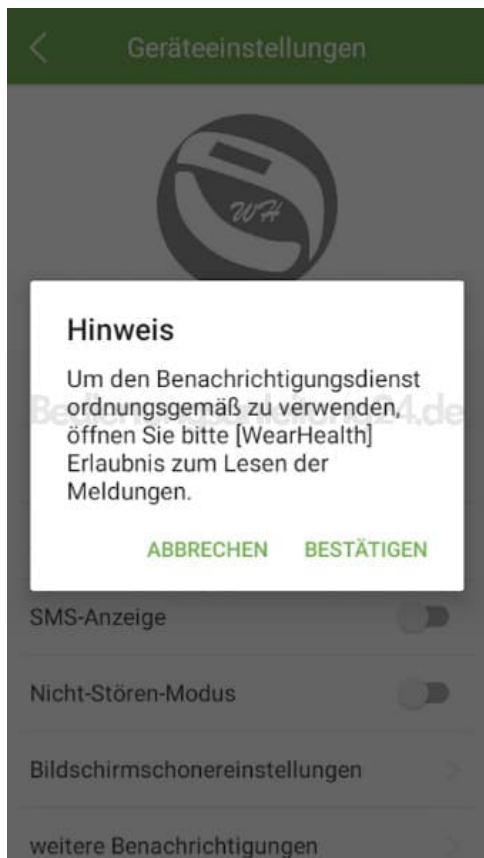 Geräteeinstellungen
WH
Hinweis
Um den Benachrichtigungsdienst
ordnungsgemäß zu verwenden,
öffnen Sie bitte [WearHealth]
Erlaubnis zum Lesen der
Meldungen.
ABBRECHEN BESTÄTIGEN
SMS-Anzeige
Nicht-Stören-Modus
Bildschirmschonereinstellungen
weitere Benachrichtigungen